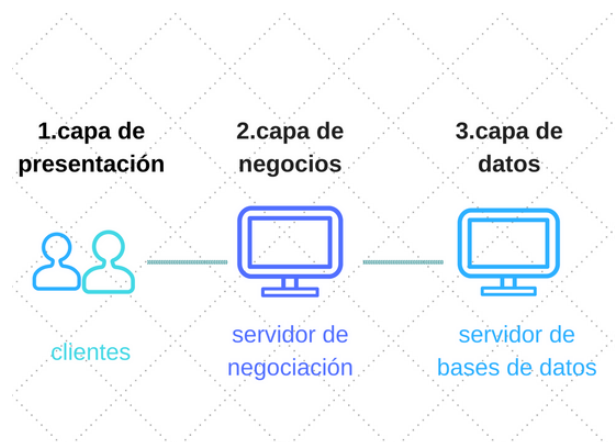 1.capa de
presentación
2.capa de
negocios
3.capa de
datos
clientes
servidor de
negociación
servidor de
bases de datos